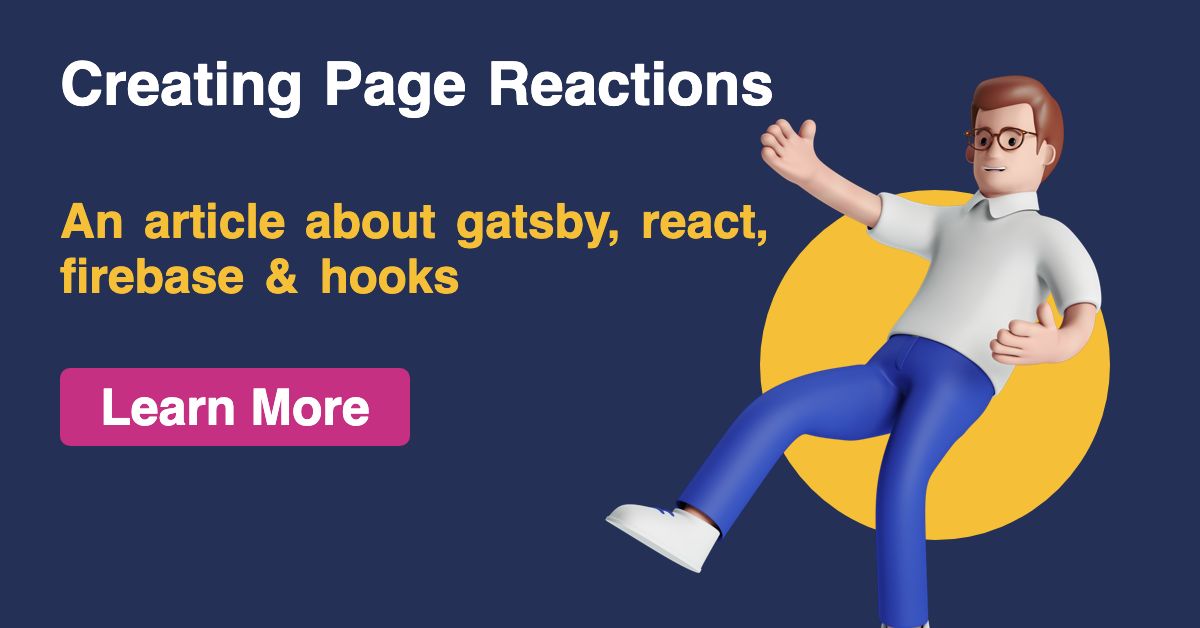 Creating Page Reactions
An article about gatsby, react,
firebase & hooks
Learn More